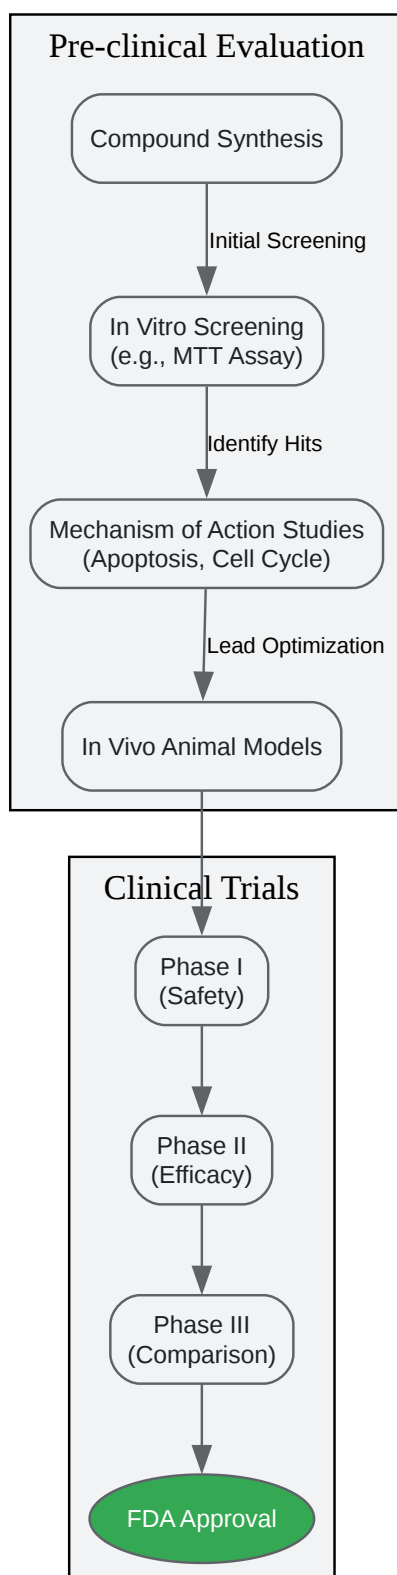 Pre-clinical Evaluation
Compound Synthesis
Initial Screening
In Vitro Screening
(e.g., MTT Assay)
Identify Hits
Mechanism of Action Studies
(Apoptosis, Cell Cycle)
Lead Optimization
In Vivo Animal Models
Clinical Trials
Phase I
(Safety)
Phase II
(Efficacy)
Phase III
(Comparison)
FDA Approval